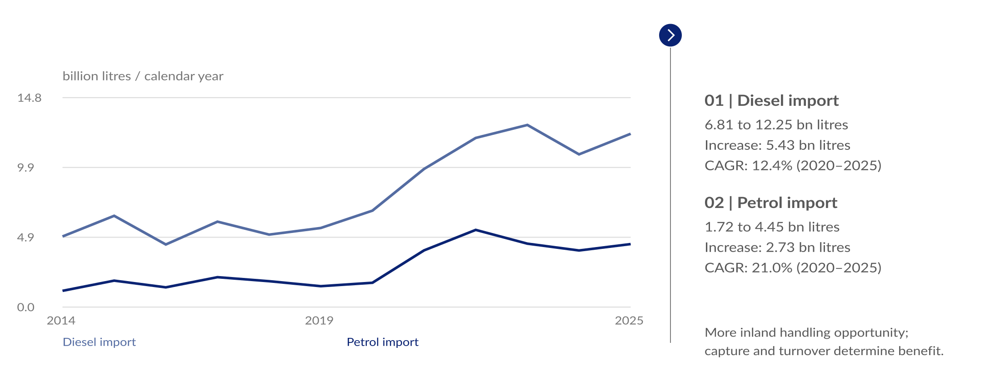 billion litres / calendar year
14.8
9.9
4.9
0.0
2014
2019
2025
Diesel import
Petrol import
01 | Diesel import
6.81 to 12.25 bn litres
Increase: 5.43 bn litres
CAGR: 12.4% (2020–2025)
02 | Petrol import
1.72 to 4.45 bn litres
Increase: 2.73 bn litres
CAGR: 21.0% (2020–2025)
More inland handling opportunity;
capture and turnover determine benefit.